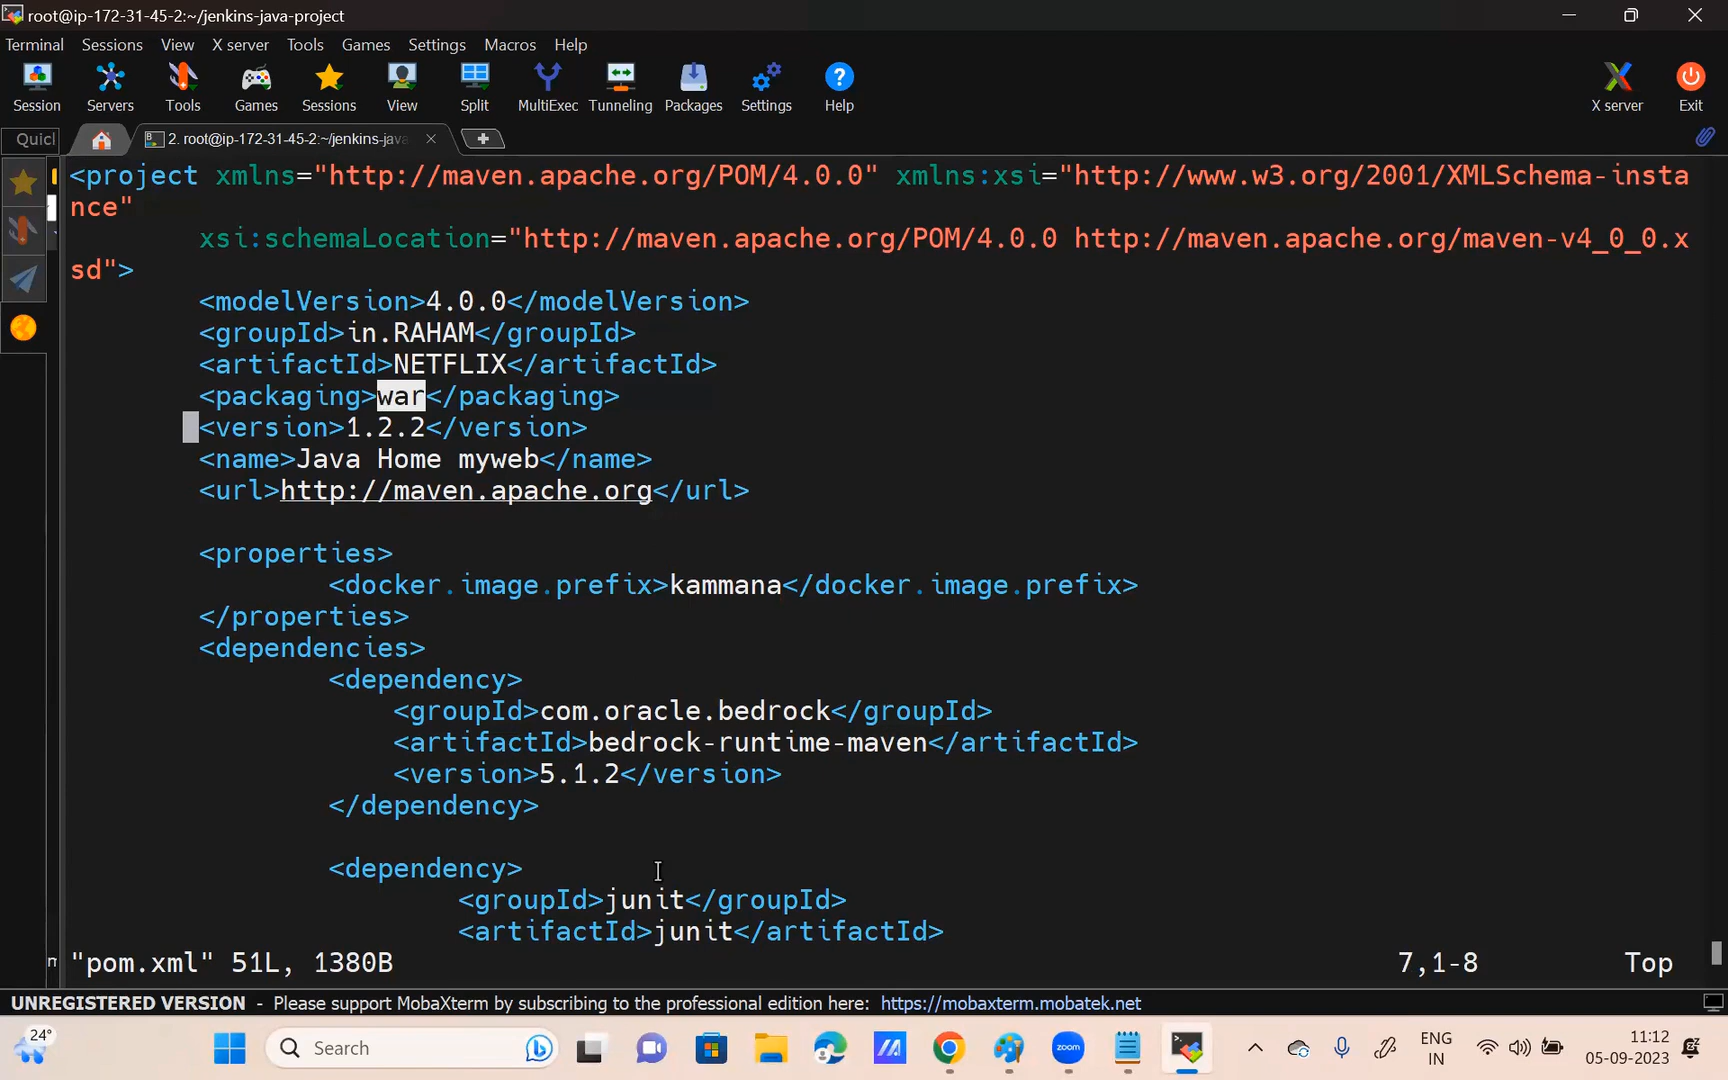 root@ip-172-31-45-2:~/jenkins-java-project
Terminal Sessions View X server Tools Games Settings Macros Help
Session Servers Tools Games Sessions View Split MultiExec Tunneling Packages Settings Help X server Exit
Quicl 2. root@ip-172-31-45-2:~/jenkins-java
<project xmlns="http://maven.apache.org/POM/4.0.0" xmlns:xsi="http://www.w3.org/2001/XMLSchema-insta
nce"
xsi:schemaLocation="http://maven.apache.org/POM/4.0.0 http://maven.apache.org/maven-v4_0_0.x
sd">
<modelVersion>4.0.0</modelVersion>
<groupId>in.RAHAM</groupId>
<artifactId>NETFLIX</artifactId>
<packaging>war</packaging>
<version>1.2.2</version>
<name>Java Home myweb</name>
<url>http://maven.apache.org</url>
<properties>
<docker.image.prefix>kammana</docker.image.prefix>
</properties>
<dependencies>
<dependency>
<groupId>com.oracle.bedrock</groupId>
<artifactId>bedrock-runtime-maven</artifactId>
<version>5.1.2</version>
</dependency>
<dependency>
<groupId>junit</groupId>
<artifactId>junit</artifactId>
"pom.xml" 51L, 1380B 7,1-8 Top
UNREGISTERED VERSION - Please support MobaXterm by subscribing to the professional edition here: https://mobaxterm.mobatek.net
24° Search zoom ENG 11:12
IN 05-09-2023